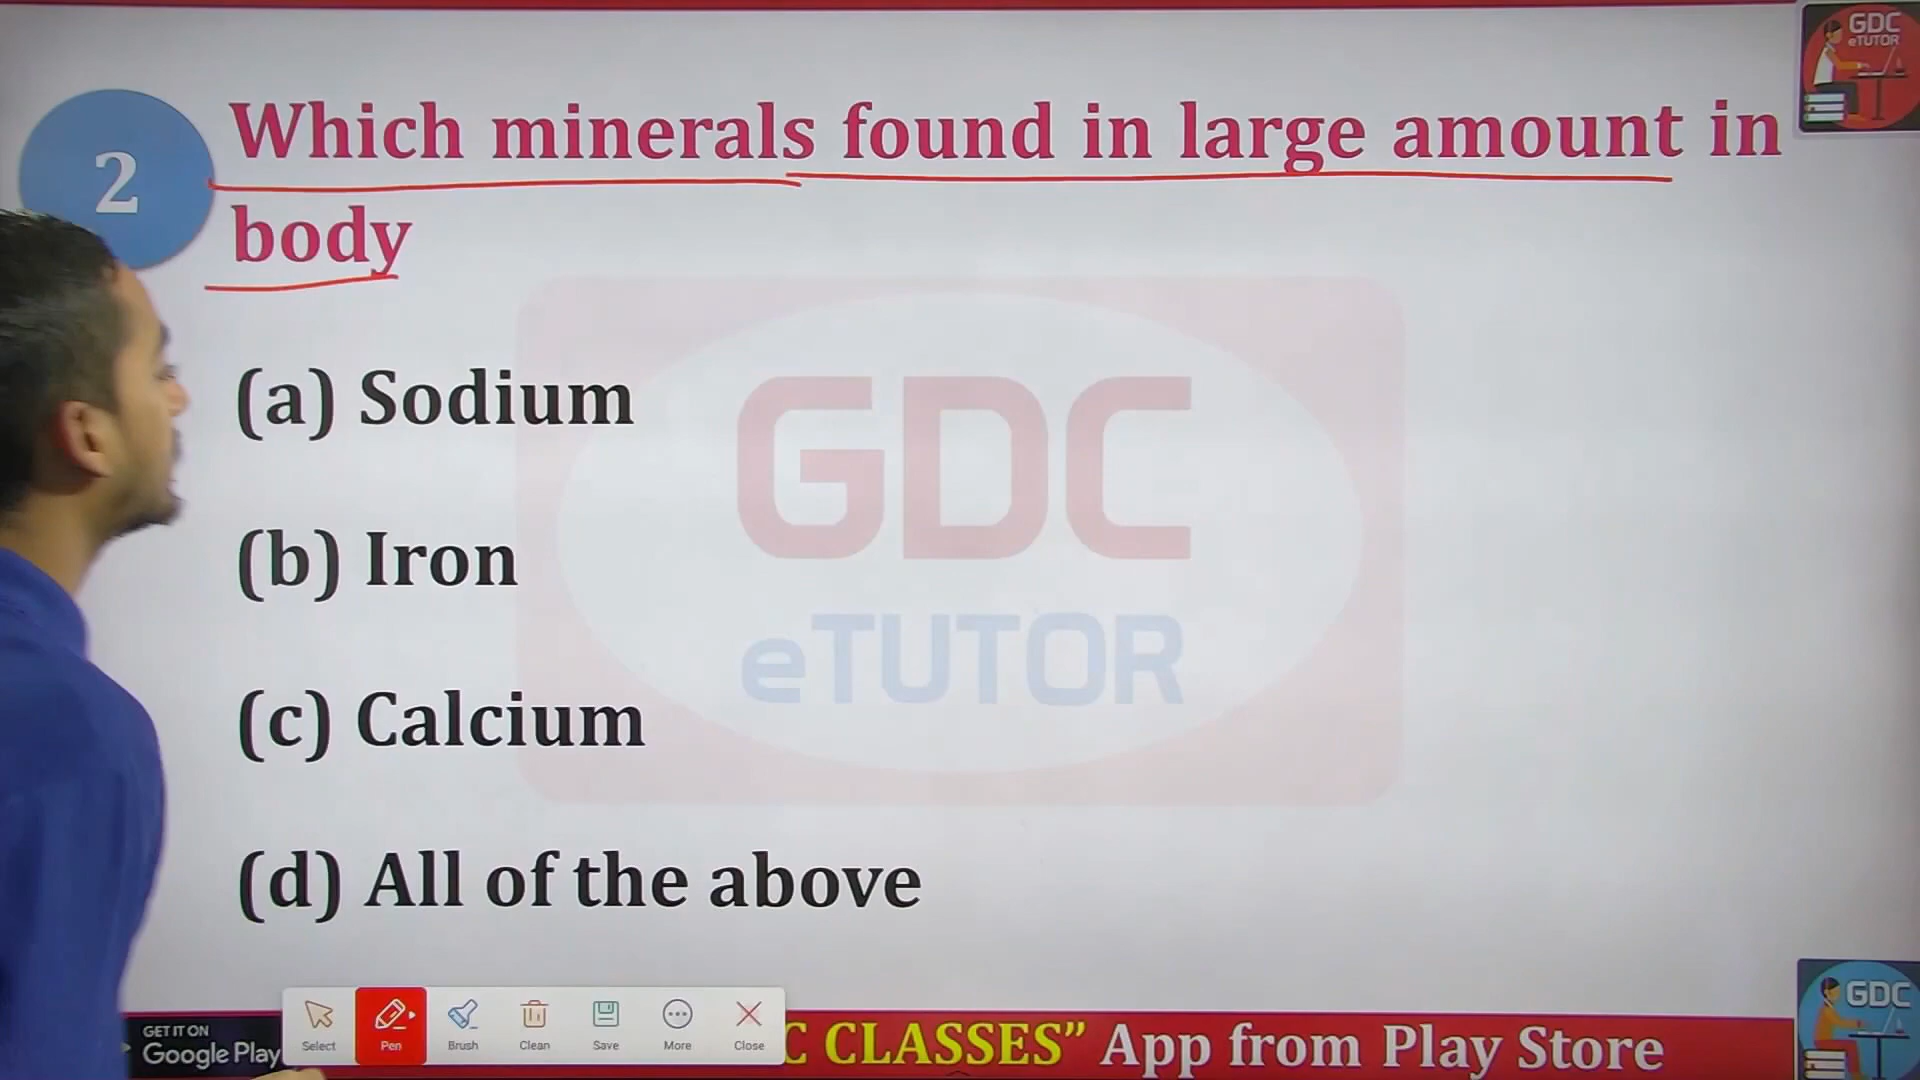 GDC
eTUTOR
2
Which minerals found in large amount in
body
(a) Sodium
(b) Iron
(c) Calcium
(d) All of the above
GDC
eTUTOR
GET IT ON
Google Play
Select
Pen
Brush
Clean
Save
More
Close
C CLASSES” App from Play Store
GDC